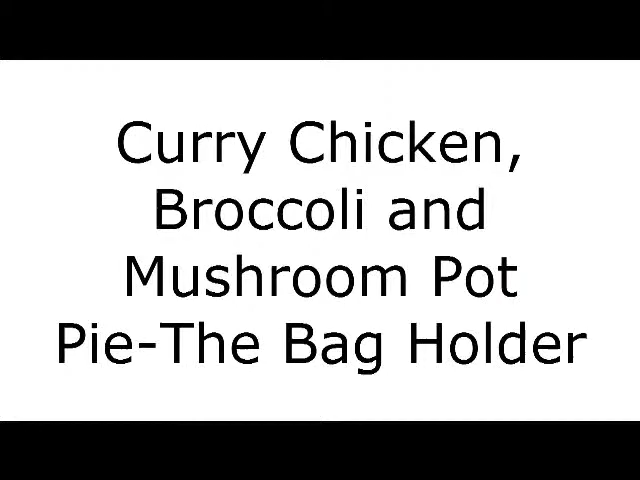 Curry Chicken,
Broccoli and
Mushroom Pot
Pie-The Bag Holder